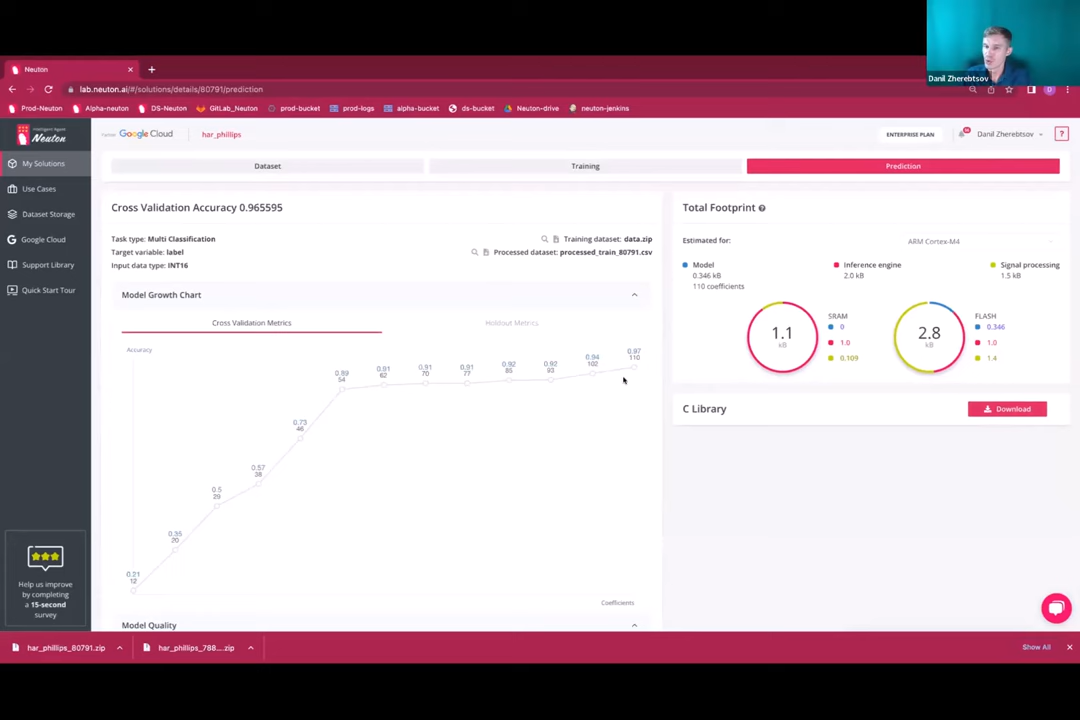 Danil Zherebtsov
Neuton
lab.neuton.ai/#/solutions/details/80791/prediction
Prod-Neuton
Alpha-neuton
DS-Neuton
GitLab_Neuton
prod-bucket
prod-logs
alpha-bucket
ds-bucket
Neuton-drive
neuton-jenkins
Neuton
Google Cloud
har_phillips
ENTERPRISE PLAN
Danil Zherebtsov
?
My Solutions
Use Cases
Dataset Storage
Google Cloud
Support Library
Quick Start Tour
Help us improve
by completing
a 15-second
survey
Dataset
Training
Prediction
Cross Validation Accuracy 0.965595
Task type: Multi Classification
Target variable: label
Input data type: INT16
Training dataset: data.zip
Processed dataset: processed_train_80791.csv
Model Growth Chart
Cross Validation Metrics
Holdout Metrics
Accuracy
0.21
12
0.35
20
0.5
29
0.57
38
0.73
46
0.89
54
0.91
62
0.91
70
0.91
77
0.92
85
0.92
93
0.94
102
0.97
110
Coefficients
Model Quality
Total Footprint ?
Estimated for:
ARM Cortex-M4
Model
0.346 kB
110 coefficients
Inference engine
2.0 kB
Signal processing
1.5 kB
1.1
kB
SRAM
0
1.0
0.109
2.8
kB
FLASH
0.346
1.0
1.4
C Library
Download
har_phillips_80791.zip
har_phillips_788....zip
Show All